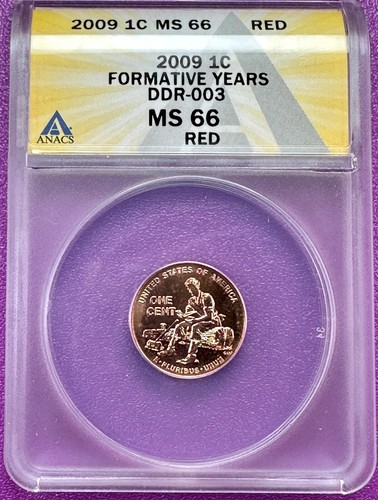 2009 1C MS 66 RED
2009 1C
FORMATIVE YEARS
DDR-003
MS 66
RED
ANACS
UNITED STATES OF AMERICA
ONE
CENT
E·PLURIBUS·UNUM
34